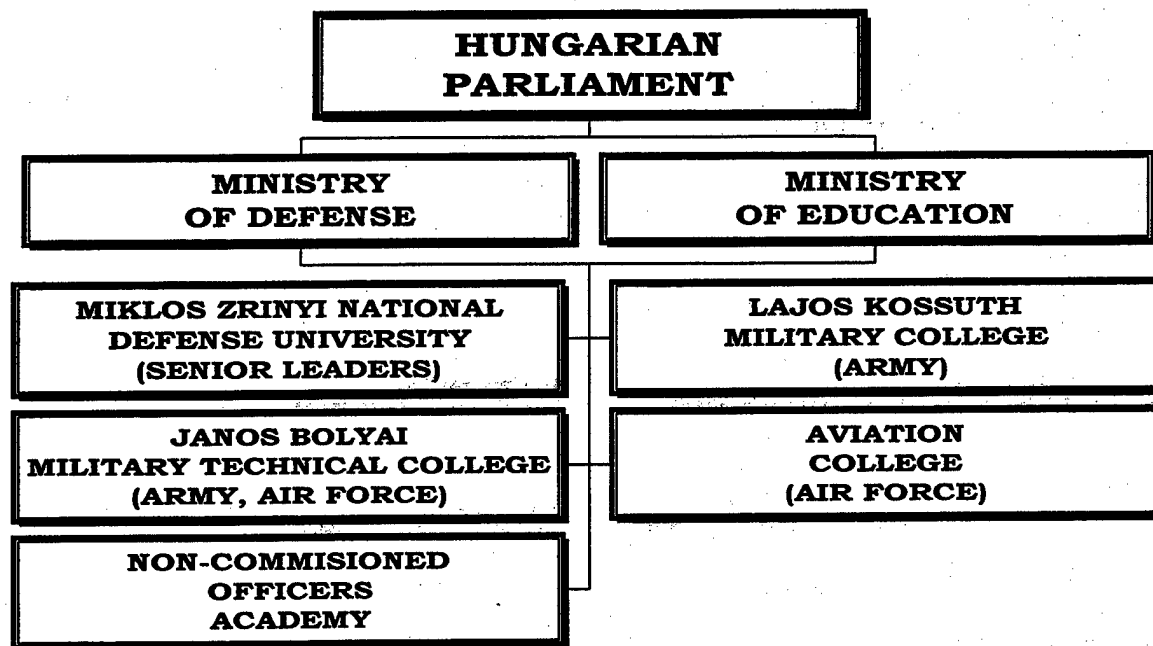 HUNGARIAN
PARLIAMENT
MINISTRY
OF DEFENSE
MINISTRY
OF EDUCATION
MIKLOS ZRINYI NATIONAL
DEFENSE UNIVERSITY
(SENIOR LEADERS)
LAJOS KOSSUTH
MILITARY COLLEGE
(ARMY)
JANOS BOLYAI
MILITARY TECHNICAL COLLEGE
(ARMY, AIR FORCE)
AVIATION
COLLEGE
(AIR FORCE)
NON-COMMISIONED
OFFICERS
ACADEMY